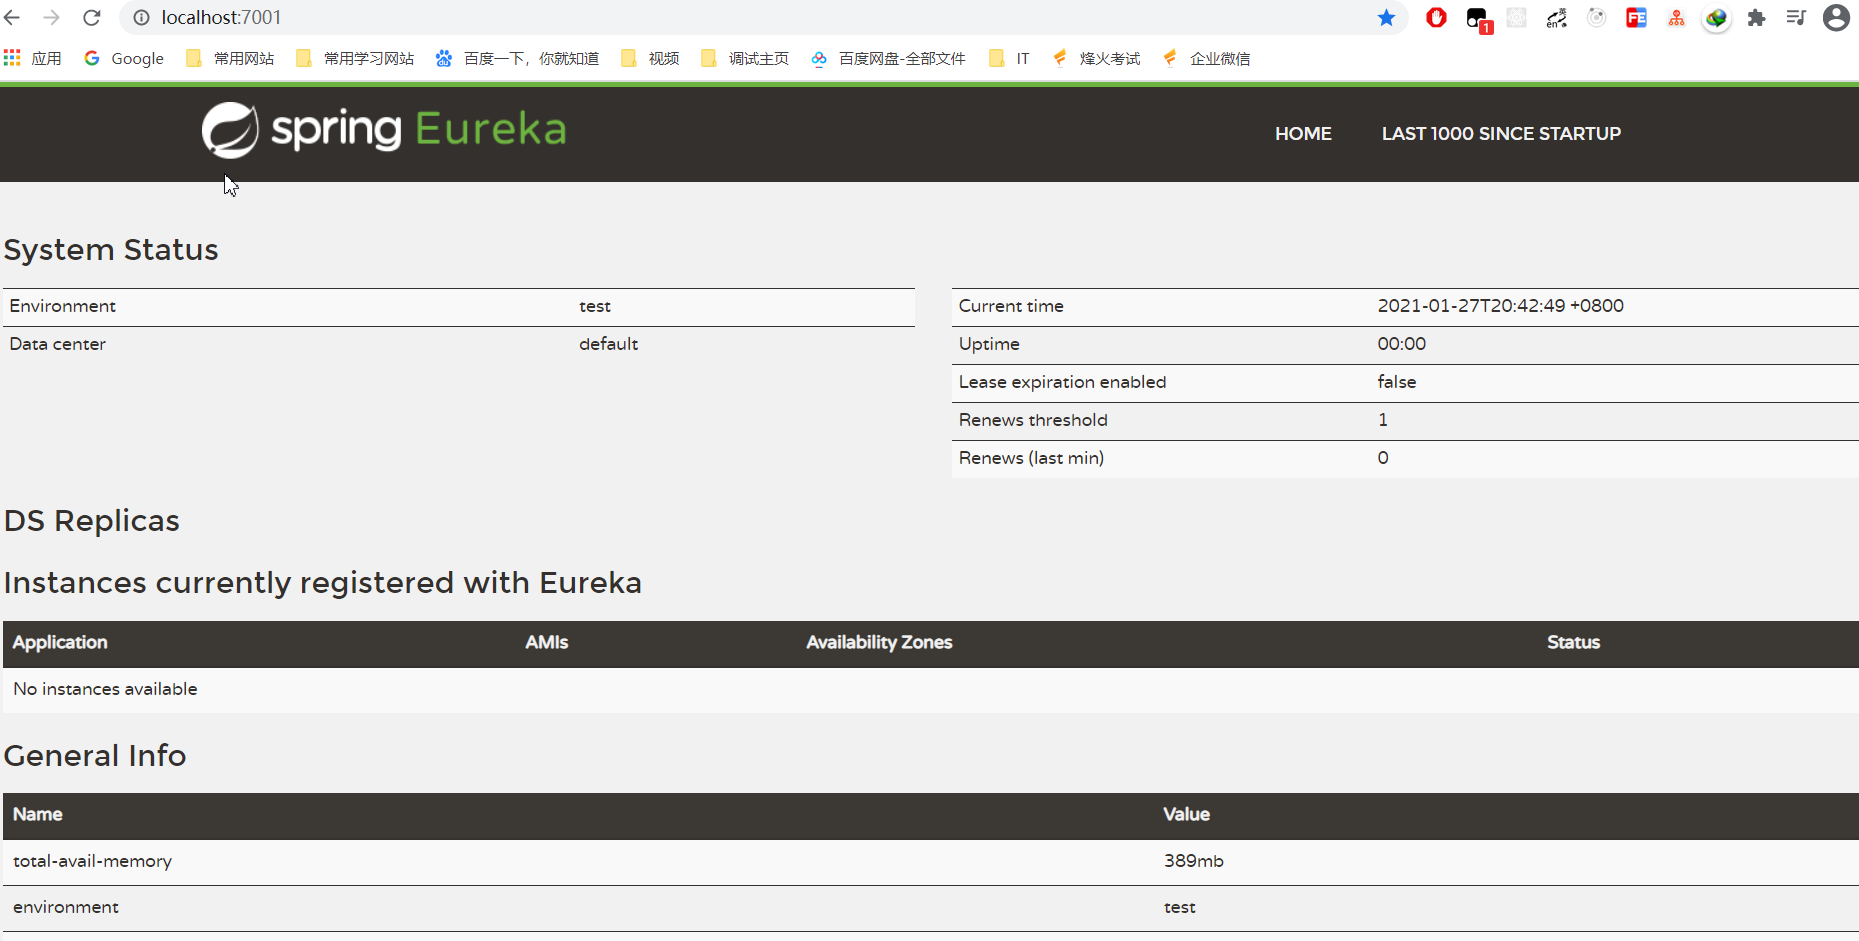 localhost:7001
1
en英
FE
应用 Google 常用网站 常用学习网站 百度一下，你就知道 视频 调试主页 百度网盘-全部文件 IT 烽火考试 企业微信
spring Eureka HOME LAST 1000 SINCE STARTUP
System Status
Environment test
Data center default
Current time 2021-01-27T20:42:49 +0800
Uptime 00:00
Lease expiration enabled false
Renews threshold 1
Renews (last min) 0
DS Replicas
Instances currently registered with Eureka
Application AMIs Availability Zones Status
No instances available
General Info
Name Value
total-avail-memory 389mb
environment test